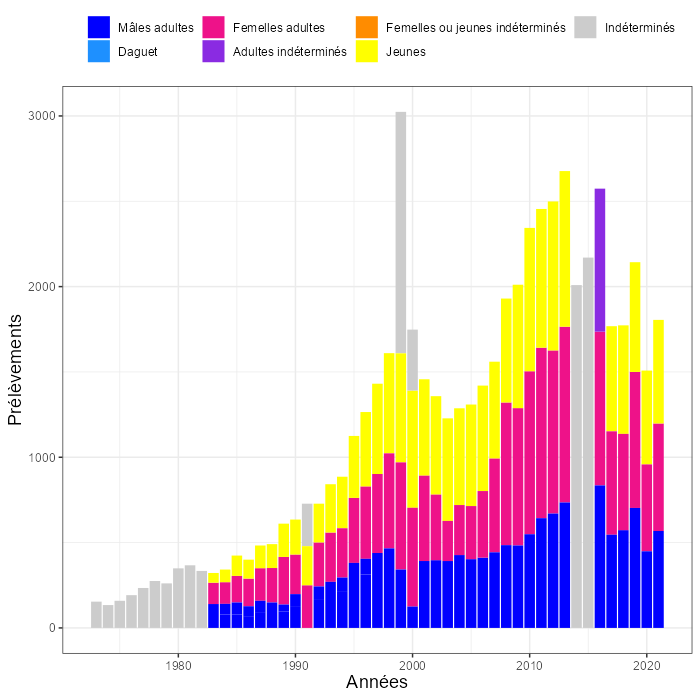 Mâles adultes Femelles adultes Femelles ou jeunes indéterminés Indéterminés
Daguet Adultes indéterminés Jeunes
3000
2000
1000
0
Prélèvements
1980 1990 2000 2010 2020
Années